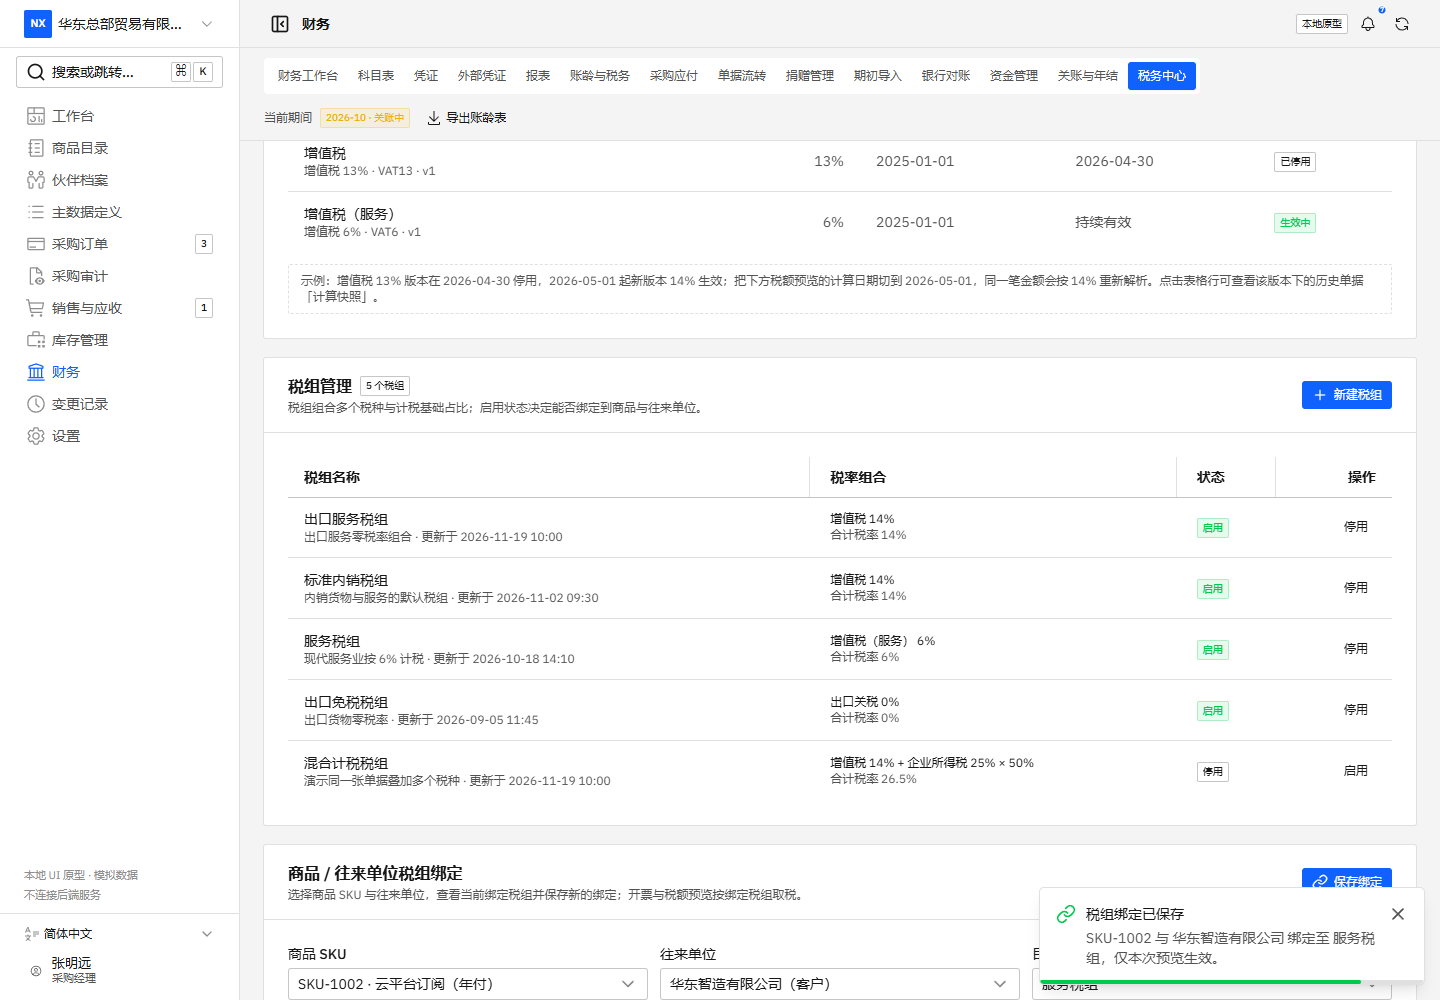 NX 华东总部贸易有限...
搜索或跳转... ⌘ K
工作台
商品目录
伙伴档案
主数据定义
采购订单 3
采购审计
销售与应收 1
库存管理
财务
变更记录
设置
本地 UI 原型 · 模拟数据
不连接后端服务
简体中文
张明远
采购经理
财务
本地原型
财务工作台 科目表 凭证 外部凭证 报表 账龄与税务 采购应付 单据流转 捐赠管理 期初导入 银行对账 资金管理 关账与年结 税务中心
当前期间 2026-10 · 关账中 导出账龄表
增值税 13% 2025-01-01 2026-04-30 已停用
增值税 13% · VAT13 · v1
增值税（服务） 6% 2025-01-01 持续有效 生效中
增值税 6% · VAT6 · v1
示例：增值税 13% 版本在 2026-04-30 停用，2026-05-01 起新版本 14% 生效；把下方税额预览的计算日期切到 2026-05-01，同一笔金额会按 14% 重新解析。点击表格行可查看该版本下的历史单据
「计算快照」。
税组管理 5 个税组
税组组合多个税种与计税基础占比；启用状态决定能否绑定到商品与往来单位。
新建税组
税组名称 税率组合 状态 操作
出口服务税组 增值税 14% 启用 停用
出口服务零税率组合 · 更新于 2026-11-19 10:00 合计税率 14%
标准内销税组 增值税 14% 启用 停用
内销货物与服务的默认税组 · 更新于 2026-11-02 09:30 合计税率 14%
服务税组 增值税（服务） 6% 启用 停用
现代服务业按 6% 计税 · 更新于 2026-10-18 14:10 合计税率 6%
出口免税税组 出口关税 0% 启用 停用
出口货物零税率 · 更新于 2026-09-05 11:45 合计税率 0%
混合计税税组 增值税 14% + 企业所得税 25% × 50% 停用 启用
演示同一张单据叠加多个税种 · 更新于 2026-11-19 10:00 合计税率 26.5%
商品 / 往来单位税组绑定
选择商品 SKU 与往来单位，查看当前绑定税组并保存新的绑定；开票与税额预览按绑定税组取税。
保存绑定
商品 SKU 往来单位
SKU-1002 · 云平台订阅（年付） 华东智造有限公司（客户） 服务税组
税组绑定已保存
SKU-1002 与 华东智造有限公司 绑定至 服务税
组，仅本次预览生效。